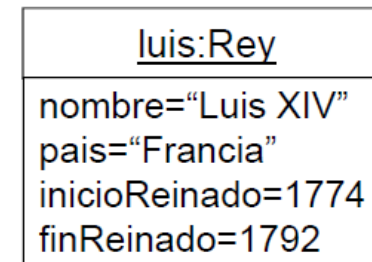 luis:Rey
nombre=“Luis XIV”
pais=“Francia”
inicioReinado=1774
finReinado=1792